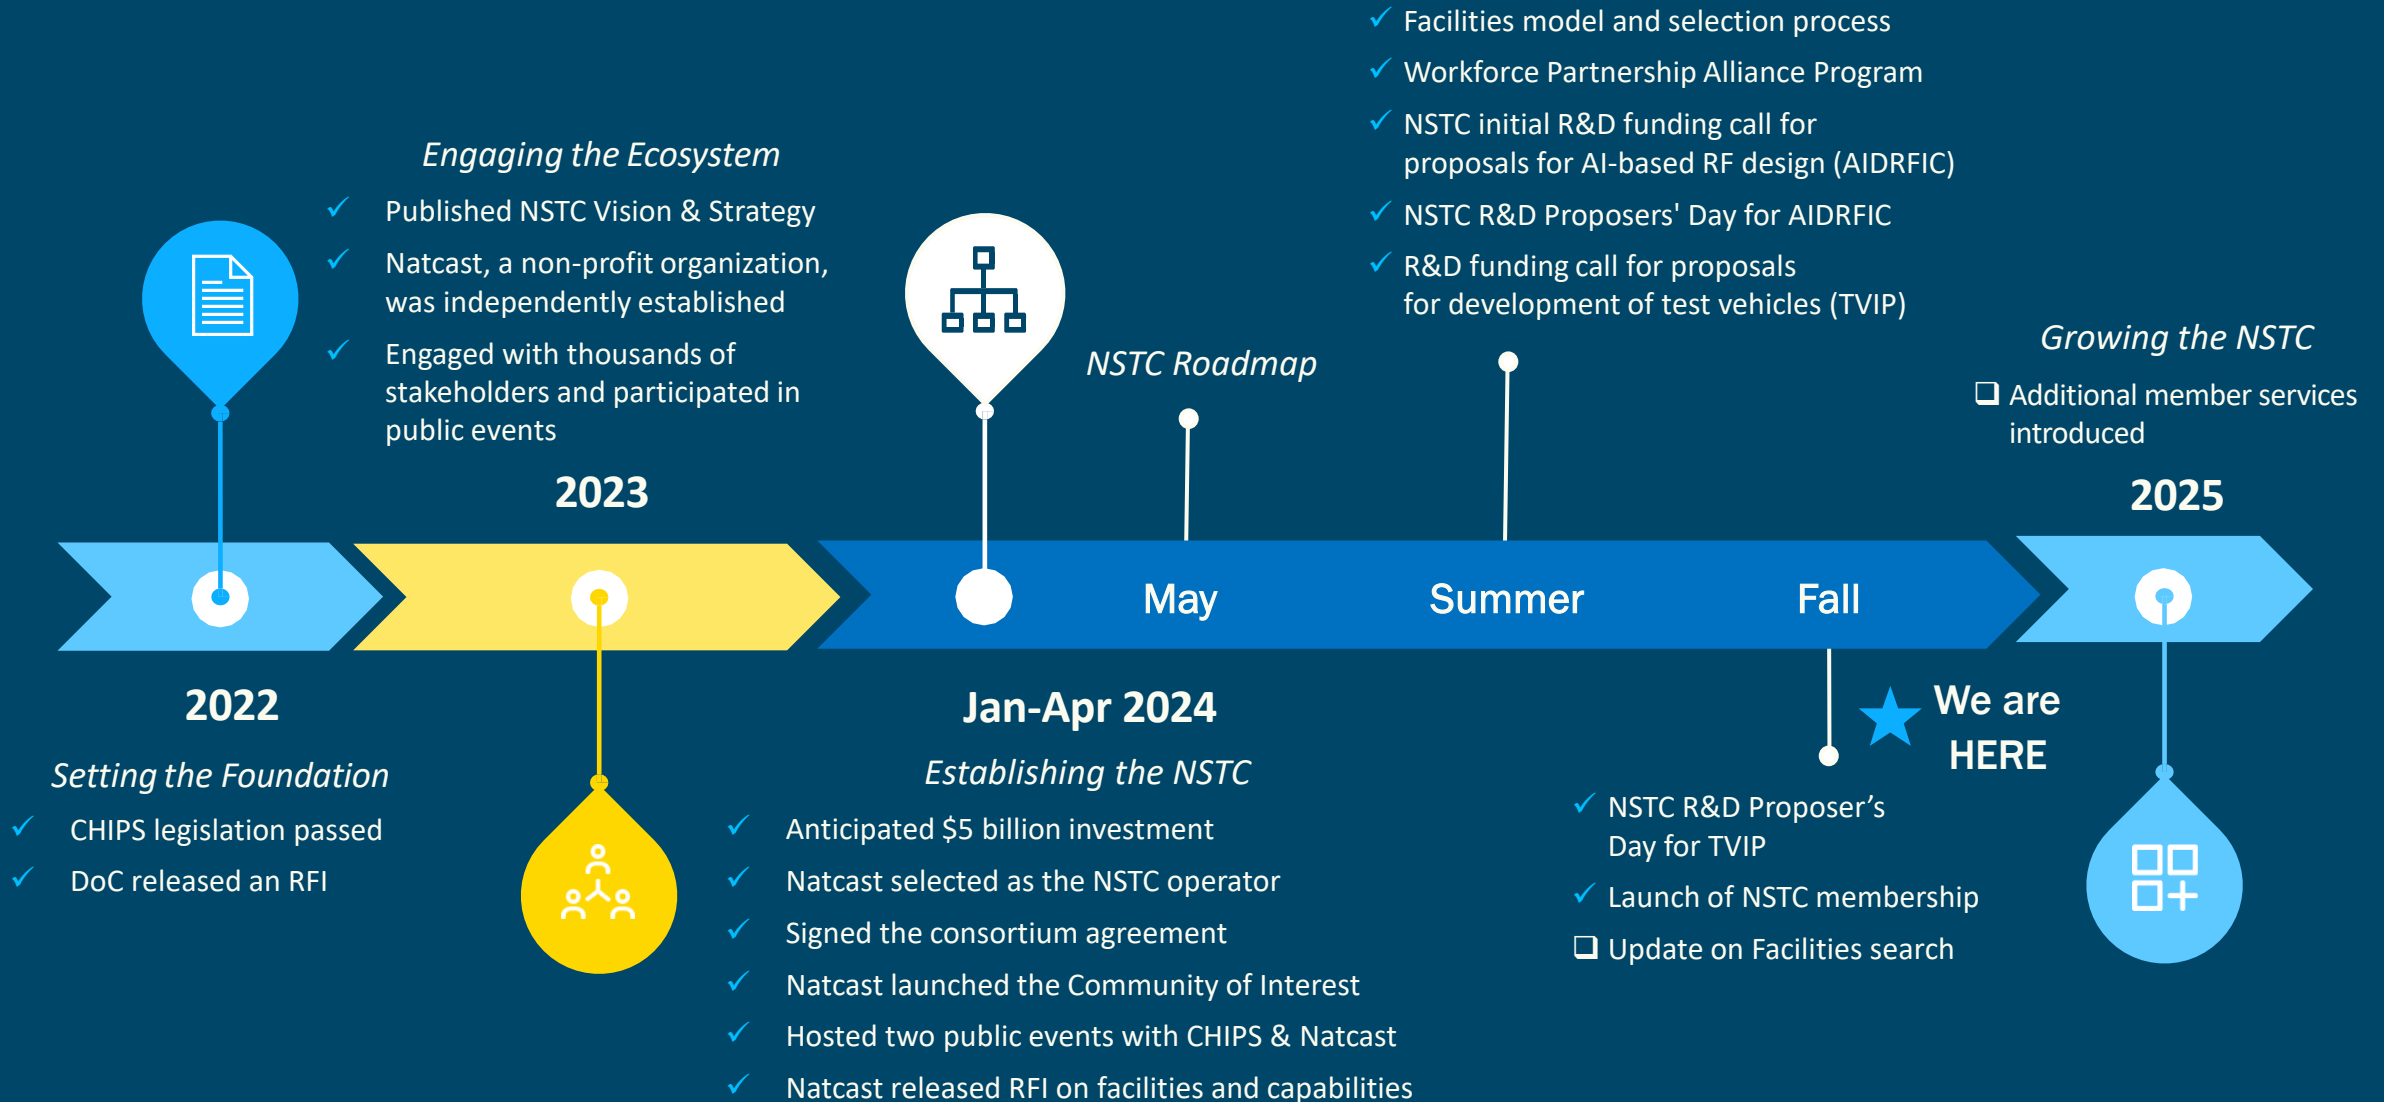 Engaging the Ecosystem
✓ Published NSTC Vision & Strategy
✓ Natcast, a non-profit organization,
was independently established
✓ Engaged with thousands of
stakeholders and participated in
public events
2023
NSTC Roadmap
✓ Facilities model and selection process
✓ Workforce Partnership Alliance Program
✓ NSTC initial R&D funding call for
proposals for AI-based RF design (AIDRFIC)
✓ NSTC R&D Proposers' Day for AIDRFIC
✓ R&D funding call for proposals
for development of test vehicles (TVIP)
Growing the NSTC
❑ Additional member services
introduced
2025
May
Summer
Fall
2022
Setting the Foundation
✓ CHIPS legislation passed
✓ DoC released an RFI
Jan-Apr 2024
Establishing the NSTC
✓ Anticipated $5 billion investment
✓ Natcast selected as the NSTC operator
✓ Signed the consortium agreement
✓ Natcast launched the Community of Interest
✓ Hosted two public events with CHIPS & Natcast
✓ Natcast released RFI on facilities and capabilities
We are
HERE
✓ NSTC R&D Proposer’s
Day for TVIP
✓ Launch of NSTC membership
❑ Update on Facilities search